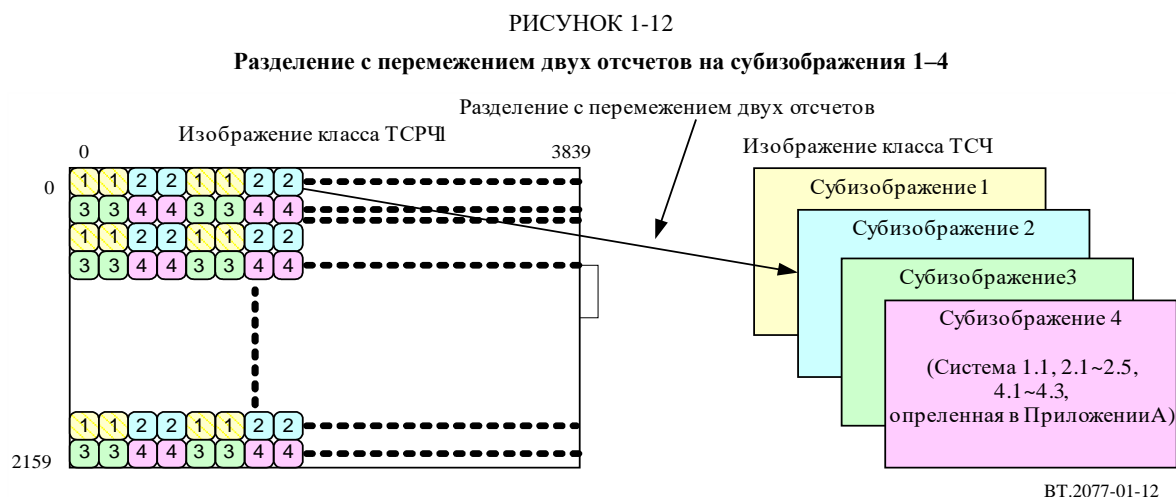 РИСУНОК 1-12
Разделение с перемежением двух отсчетов на субизображения 1–4
Разделение с перемежением двух отсчетов
Изображение класса ТСРЧ1
Изображение класса ТСЧ
0 3839
0
1 1 2 2 1 1 2 2
3 3 4 4 3 3 4 4
1 1 2 2 1 1 2 2
3 3 4 4 3 3 4 4
1 1 2 2 1 1 2 2
3 3 4 4 3 3 4 4
2159
Субизображение 1
Субизображение 2
Субизображение3
Субизображение 4
(Система 1.1, 2.1~2.5,
4.1~4.3,
опреленная в ПриложенииА)
BT.2077-01-12